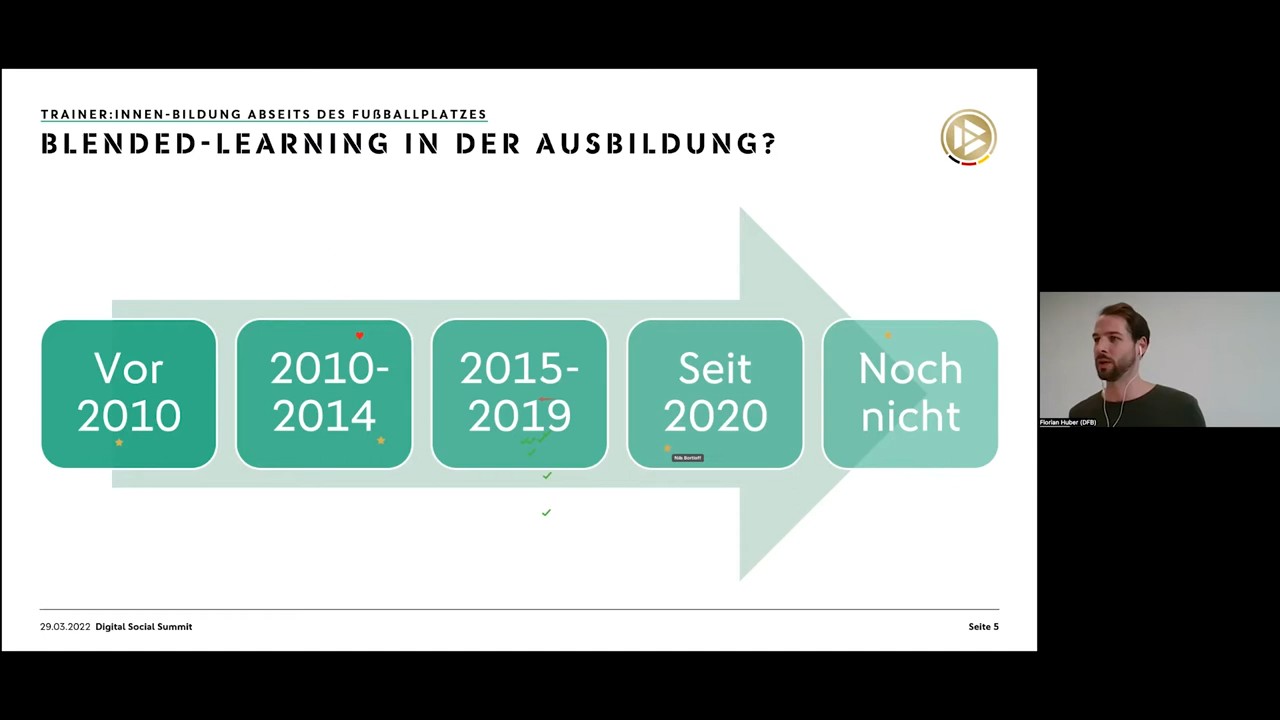 TRAINER:INNEN-BILDUNG ABSEITS DES FUßBALLPLATZES
BLENDED-LEARNING IN DER AUSBILDUNG?
Vor
2010
2010-
2014
2015-
2019
Seit
2020
Noch
nicht
Florian Huber (DFB)
29.03.2022 Digital Social Summit
Seite 5